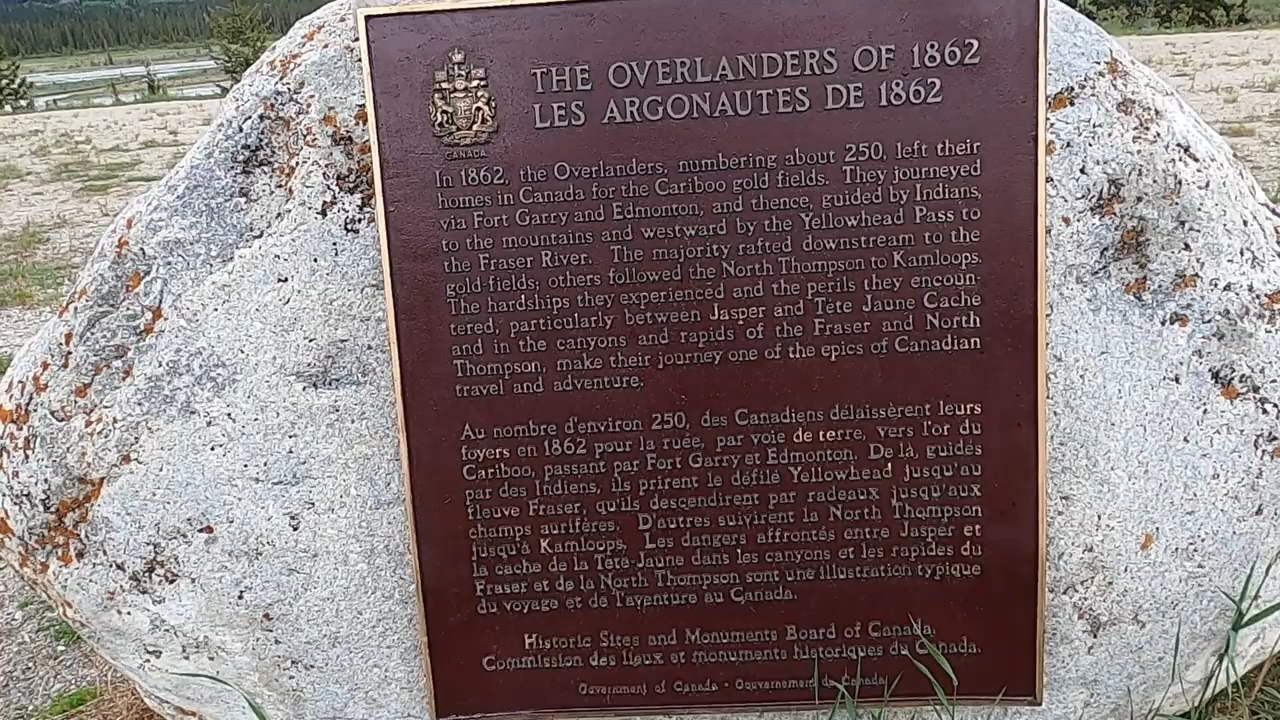 THE OVERLANDERS OF 1862
LES ARGONAUTES DE 1862
CANADA
In 1862, the Overlanders, numbering about 250, left their
homes in Canada for the Cariboo gold fields. They journeyed
via Fort Garry and Edmonton, and thence, guided by Indians,
to the mountains and westward by the Yellowhead Pass to
the Fraser River. The majority rafted downstream to the
gold-fields; others followed the North Thompson to Kamloops.
The hardships they experienced and the perils they encoun-
tered, particularly between Jasper and Tête Jaune Cache
and in the canyons and rapids of the Fraser and North
Thompson, make their journey one of the epics of Canadian
travel and adventure.
Au nombre d'environ 250, des Canadiens délaissèrent leurs
foyers en 1862 pour la ruée, par voie de terre, vers l'or du
Cariboo, passant par Fort Garry et Edmonton. De là, guidés
par des Indiens, ils prirent le défilé Yellowhead jusqu'au
fleuve Fraser, qu'ils descendirent par radeaux jusqu'aux
champs aurifères. D'autres suivirent la North Thompson
jusqu'à Kamloops. Les dangers affrontés entre Jasper et
la cache de la Tête-Jaune dans les canyons et les rapides du
Fraser et de la North Thompson sont une illustration typique
du voyage et de l'aventure au Canada.
Historic Sites and Monuments Board of Canada.
Commission des lieux et monuments historiques du Canada.
Government of Canada · Gouvernement du Canada